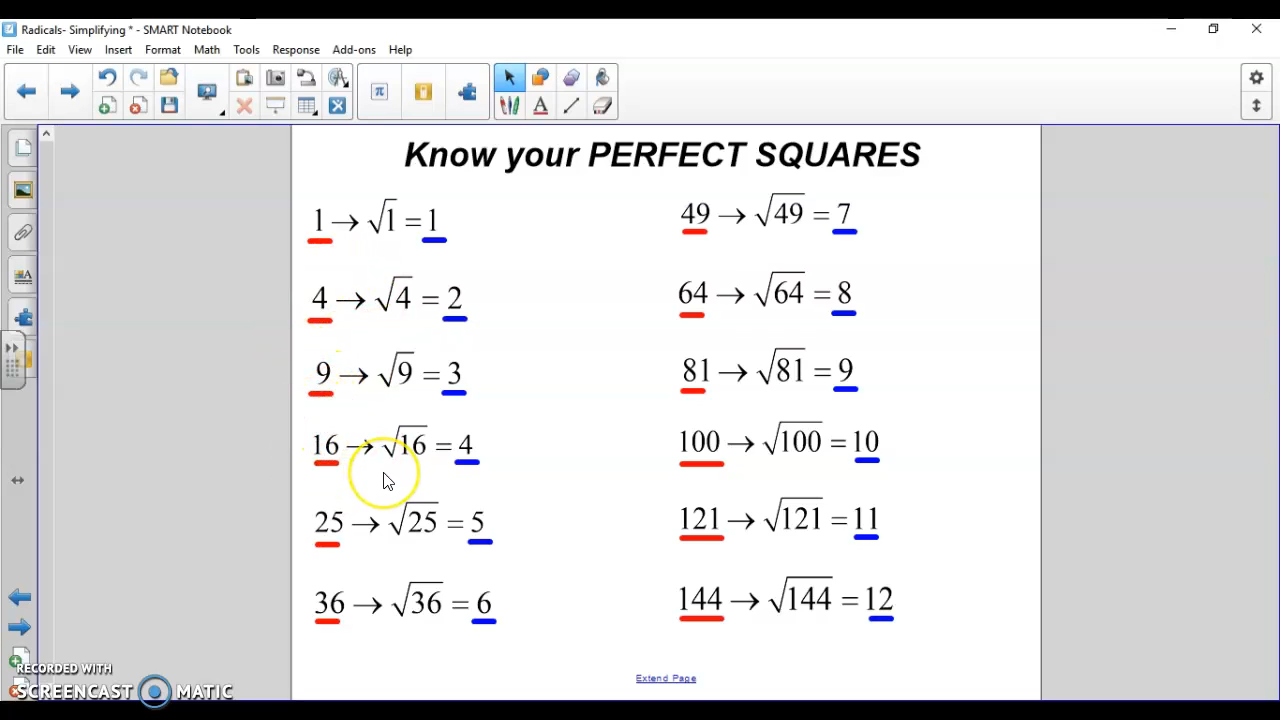 Radicals- Simplifying * - SMART Notebook
File Edit View Insert Format Math Tools Response Add-ons Help
Know your PERFECT SQUARES
1 → √1 = 1
4 → √4 = 2
9 → √9 = 3
16 → √16 = 4
25 → √25 = 5
36 → √36 = 6
49 → √49 = 7
64 → √64 = 8
81 → √81 = 9
100 → √100 = 10
121 → √121 = 11
144 → √144 = 12
Extend Page
RECORDED WITH
SCREENCAST MATIC